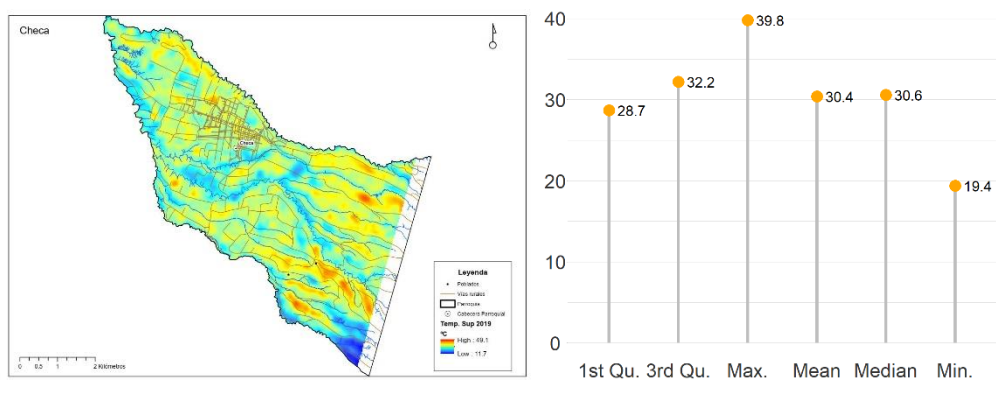 Checa
Checa
Leyenda
Poblados
Vías rurales
Parroquia
Cabecera Parroquial
Temp. Sup 2019
ºC
High : 49.1
Low : 11.7
0 0.5 1 2 Kilómetros
40
30
20
10
0
39.8
32.2
28.7
30.4
30.6
19.4
1st Qu. 3rd Qu. Max. Mean Median Min.